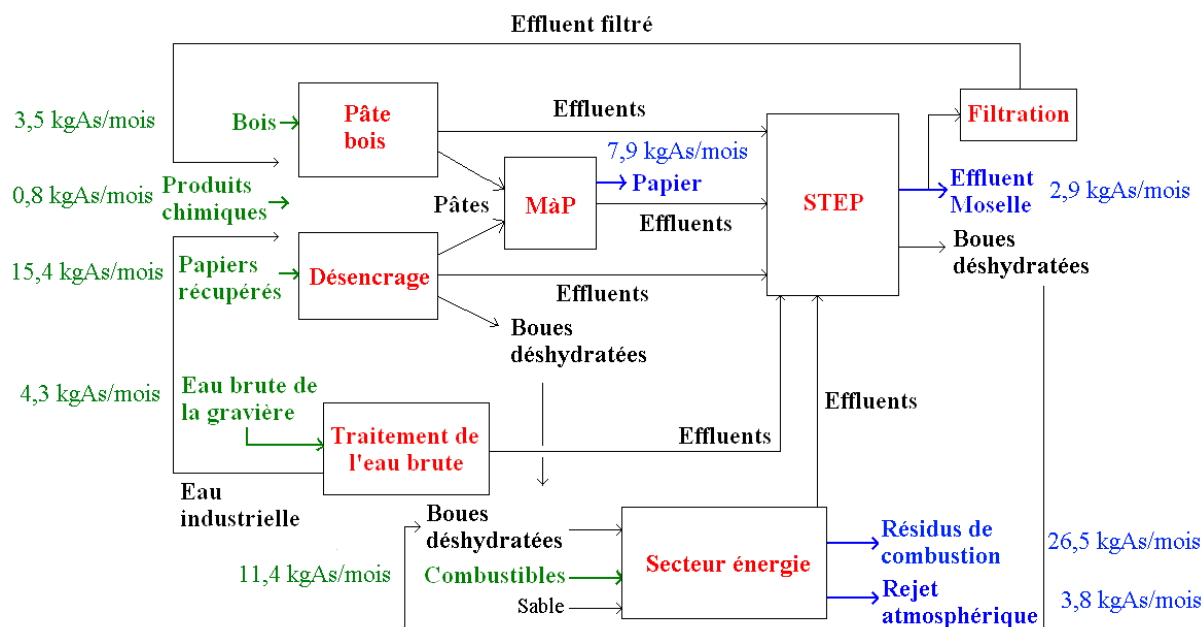 Effluent filtré
3,5 kgAs/mois
Bois
Pâte
bois
Effluents
Filtration
7,9 kgAs/mois
Papier
0,8 kgAs/mois
Produits
chimiques
Pâtes
MàP
Effluents
STEP
Effluent
Moselle
2,9 kgAs/mois
15,4 kgAs/mois
Papiers
récupérés
Désencrage
Effluents
Boues
déshydratées
Boues
déshydratées
4,3 kgAs/mois
Eau brute de
la gravière
Traitement de
l'eau brute
Effluents
Effluents
Eau
industrielle
Boues
déshydratées
11,4 kgAs/mois
Combustibles
Sable
Secteur énergie
Résidus de
combustion
26,5 kgAs/mois
Rejet
atmosphérique
3,8 kgAs/mois